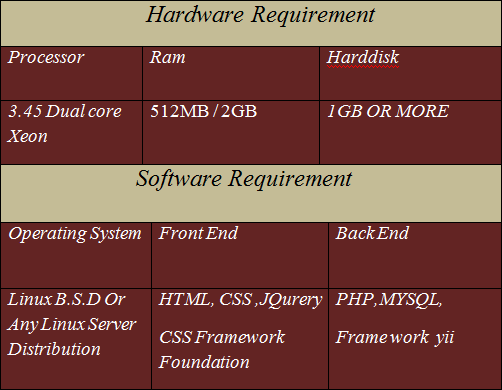 Hardware Requirement
Processor Ram Harddisk
3.45 Dual core
Xeon
512MB / 2GB
1GB OR MORE
Software Requirement
Operating System Front End Back End
Linux B.S.D Or
Any Linux Server
Distribution
HTML, CSS ,JQurery
CSS Framework
Foundation
PHP,MYSQL,
Frame work yii